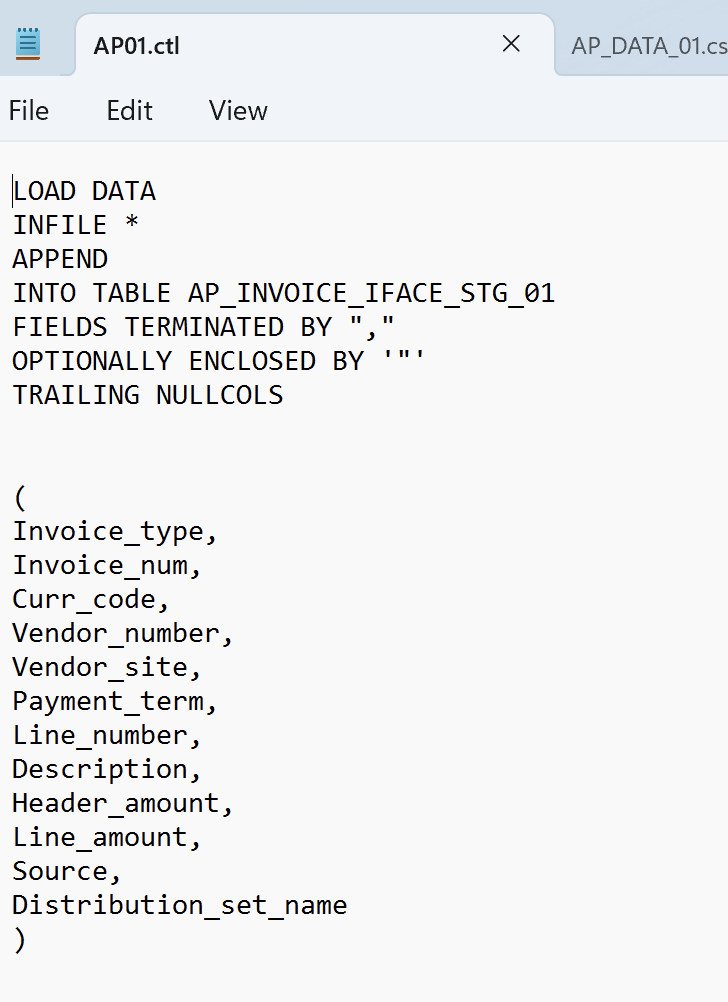 AP01.ctl
AP_DATA_01.cs
File Edit View
LOAD DATA
INFILE *
APPEND
INTO TABLE AP_INVOICE_IFACE_STG_01
FIELDS TERMINATED BY ","
OPTIONALLY ENCLOSED BY '"'
TRAILING NULLCOLS
(
Invoice_type,
Invoice_num,
Curr_code,
Vendor_number,
Vendor_site,
Payment_term,
Line_number,
Description,
Header_amount,
Line_amount,
Source,
Distribution_set_name
)